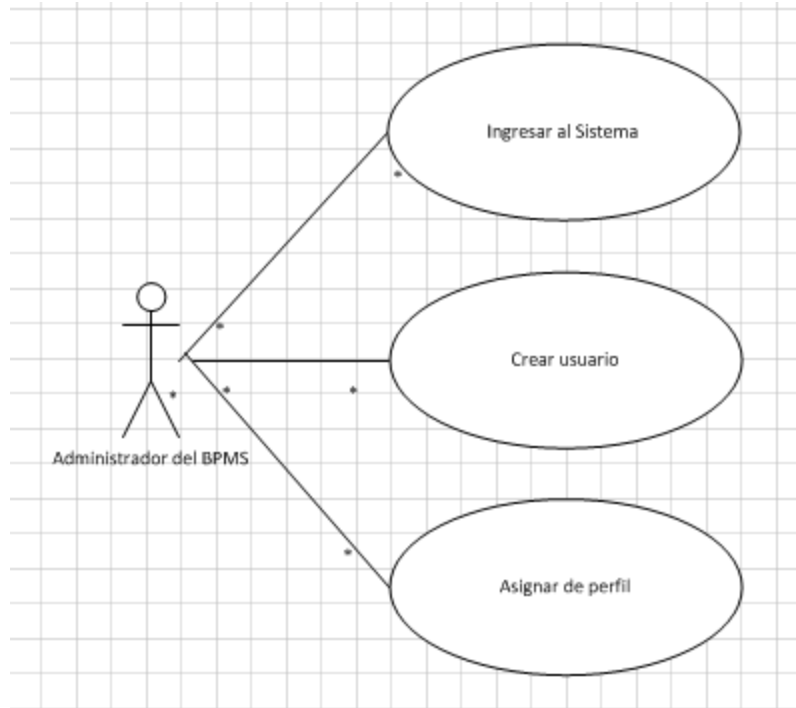 Ingresar al Sistema
*
*
Crear usuario
*
*
*
Administrador del BPMS
*
Asignar de perfil